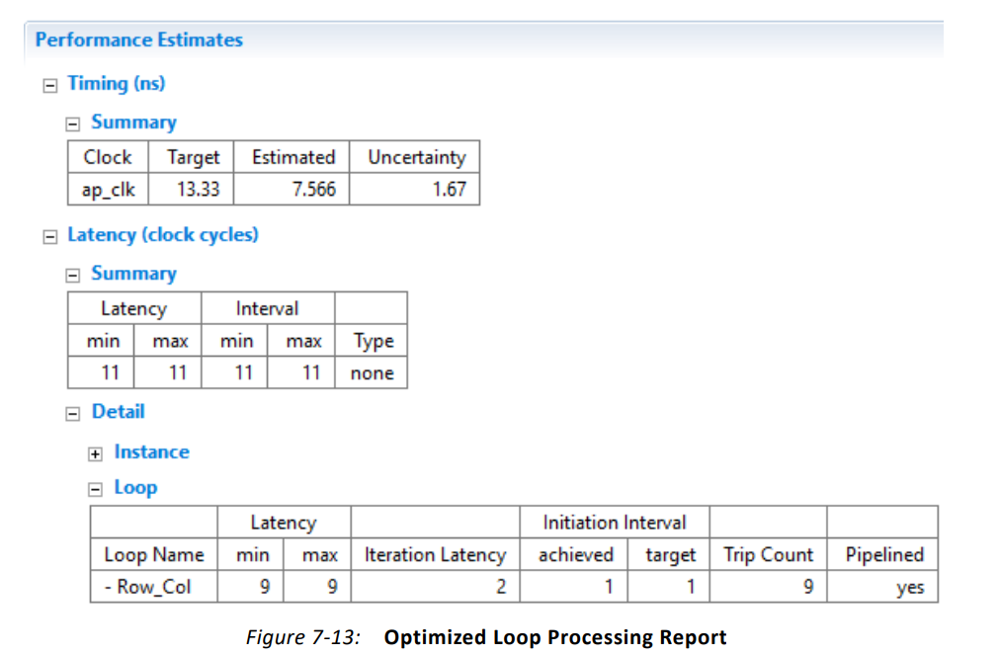 Performance Estimates
Timing (ns)
Summary
Clock Target Estimated Uncertainty
ap_clk 13.33 7.566 1.67
Latency (clock cycles)
Summary
Latency Interval
min max min max Type
11 11 11 11 none
Detail
Instance
Loop
Latency Initiation Interval
Loop Name min max Iteration Latency achieved target Trip Count Pipelined
- Row_Col 9 9 2 1 1 9 yes
Figure 7-13: Optimized Loop Processing Report